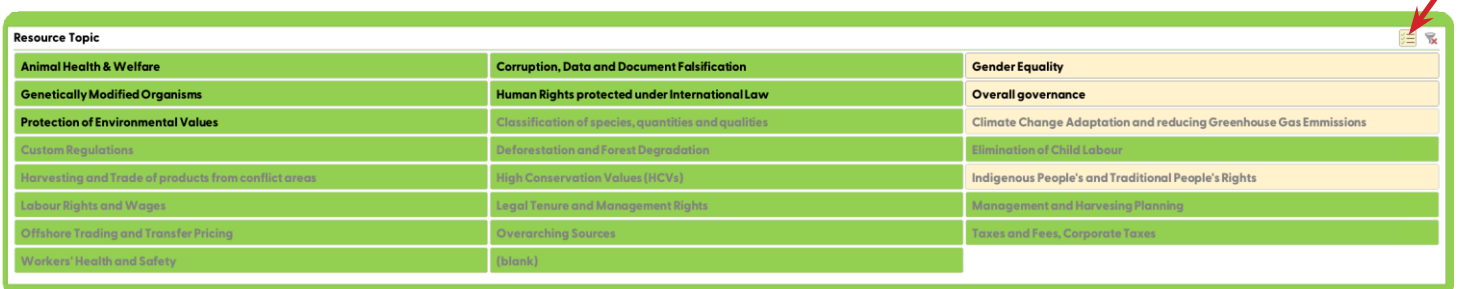 Resource Topic
Animal Health & Welfare Corruption, Data and Document Falsification Gender Equality
Genetically Modified Organisms Human Rights protected under International Law Overall governance
Protection of Environmental Values Classification of species, quantities and qualities Climate Change Adaptation and reducing Greenhouse Gas Emmissions
Custom Regulations Deforestation and Forest Degradation Elimination of Child Labour
Harvesting and Trade of products from conflict areas High Conservation Values (HCVs) Indigenous People's and Traditional People's Rights
Labour Rights and Wages Legal Tenure and Management Rights Management and Harvesing Planning
Offshore Trading and Transfer Pricing Overarching Sources Taxes and Fees, Corporate Taxes
Workers' Health and Safety (blank)